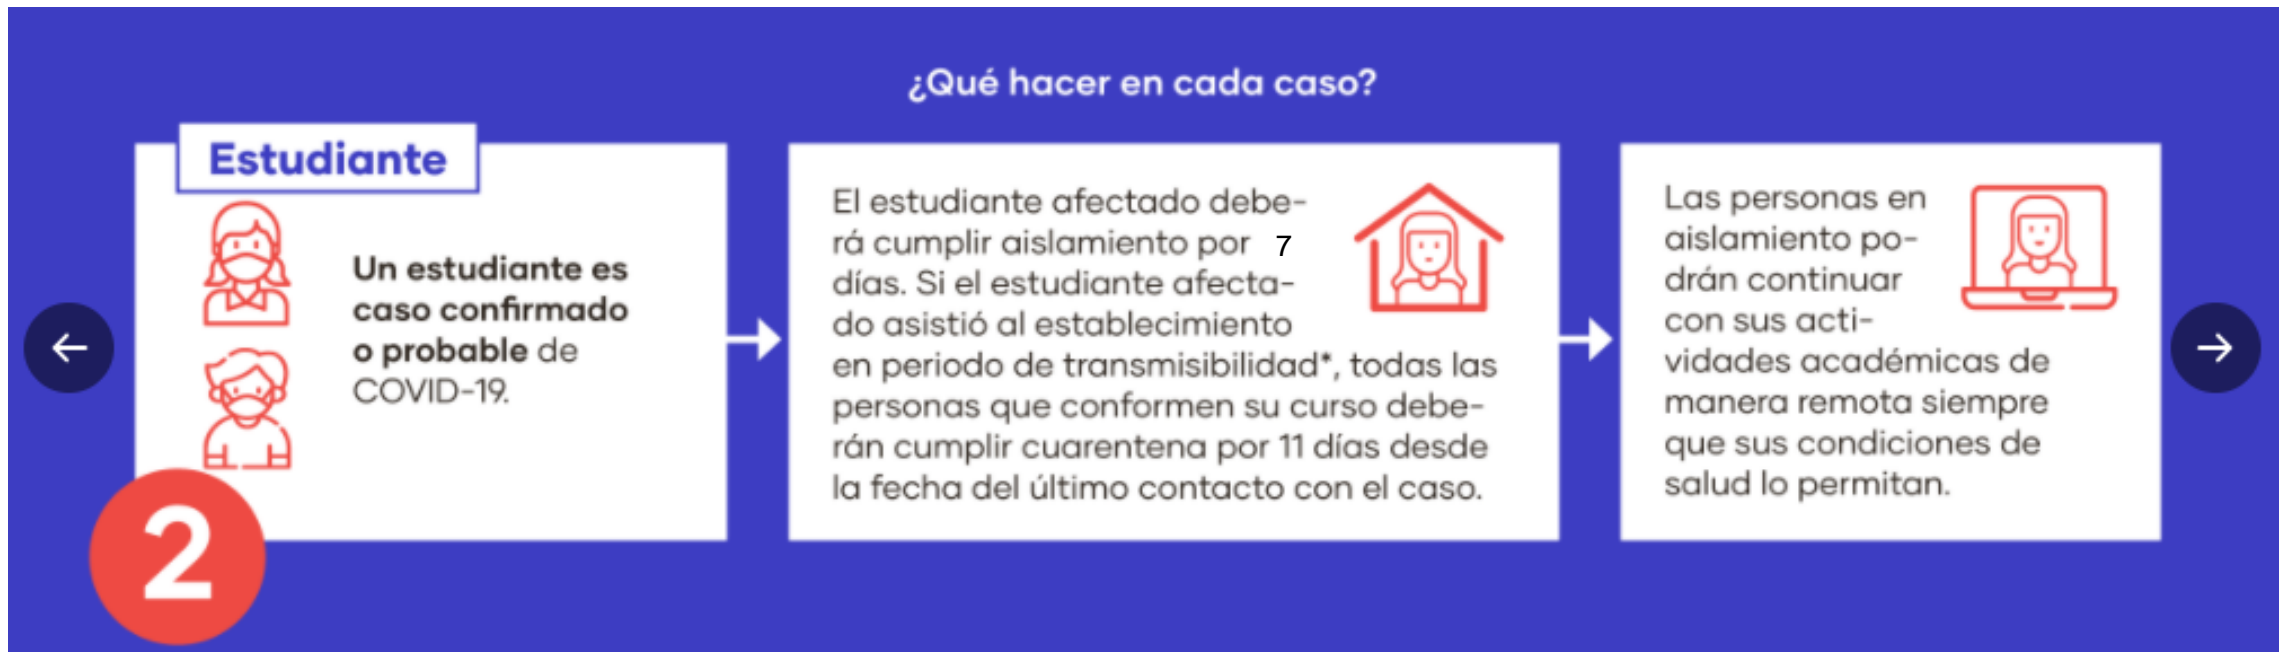 ¿Qué hacer en cada caso?
Estudiante
Un estudiante es
caso confirmado
o probable de
COVID-19.
2
El estudiante afectado debe-
rá cumplir aislamiento por 7
días. Si el estudiante afecta-
do asistió al establecimiento
en periodo de transmisibilidad*, todas las
personas que conformen su curso debe-
rán cumplir cuarentena por 11 días desde
la fecha del último contacto con el caso.
Las personas en
aislamiento po-
drán continuar
con sus acti-
vidades académicas de
manera remota siempre
que sus condiciones de
salud lo permitan.